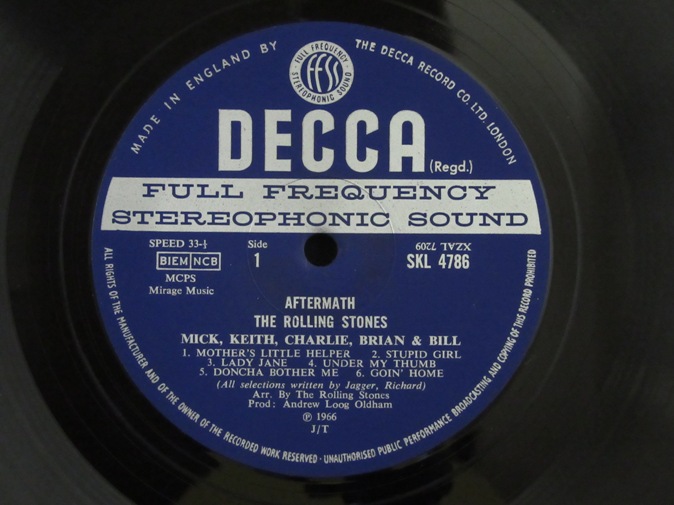 MADE IN ENGLAND BY
THE DECCA RECORD CO. LTD. LONDON
FULL FREQUENCY
FFSS
STEREOPHONIC SOUND
DECCA
(Regd.)
FULL FREQUENCY
STEREOPHONIC SOUND
SPEED 33-⅓
Side
XZAL 7209
BIEM NCB
1
SKL 4786
MCPS
Mirage Music
AFTERMATH
THE ROLLING STONES
MICK, KEITH, CHARLIE, BRIAN & BILL
1. MOTHER'S LITTLE HELPER 2. STUPID GIRL
3. LADY JANE 4. UNDER MY THUMB
5. DONCHA BOTHER ME 6. GOIN' HOME
(All selections written by Jagger, Richard)
Arr. By The Rolling Stones
Prod: Andrew Loog Oldham
℗ 1966
J/T
ALL RIGHTS OF THE MANUFACTURER AND OF THE OWNER OF THE RECORDED WORK RESERVED · UNAUTHORISED PUBLIC PERFORMANCE BROADCASTING AND COPYING OF THIS RECORD PROHIBITED